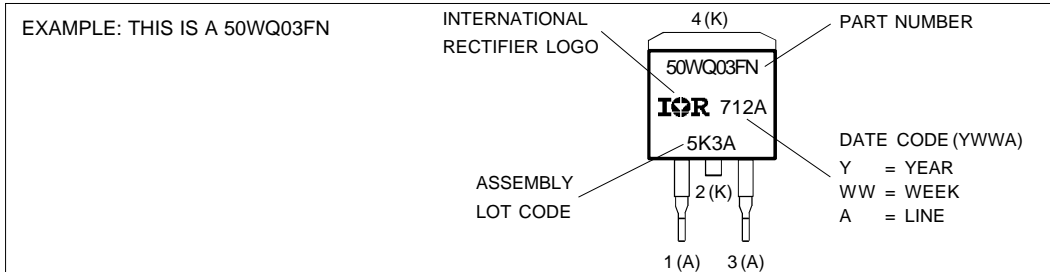 EXAMPLE: THIS IS A 50WQ03FN
INTERNATIONAL
RECTIFIER LOGO
4 (K)
PART NUMBER
50WQ03FN
IOR 712A
5K3A
ASSEMBLY
LOT CODE
2 (K)
DATE CODE (YWWA)
Y = YEAR
WW = WEEK
A = LINE
1 (A) 3 (A)